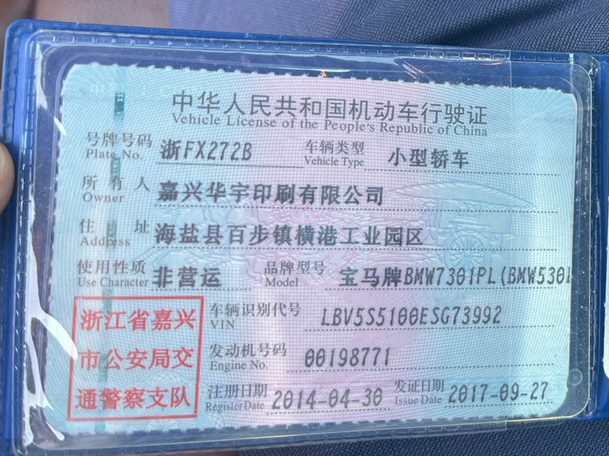 中华人民共和国机动车行驶证
Vehicle License of the People's Republic of China
号牌号码 浙FX272B 车辆类型 小型轿车
Plate No. Vehicle Type
所有人 嘉兴华宇印刷有限公司
Owner
住址 海盐县百步镇横港工业园区
Address
使用性质 非营运 品牌型号 宝马牌BMW7301PL(BMW530L
Use Character Model
浙江省嘉兴 车辆识别代号 LBV5S5100ESG73992
VIN
市公安局交 发动机号码 00198771
Engine No.
通警察支队 注册日期 2014-04-30 发证日期 2017-09-27
Register Date Issue Date